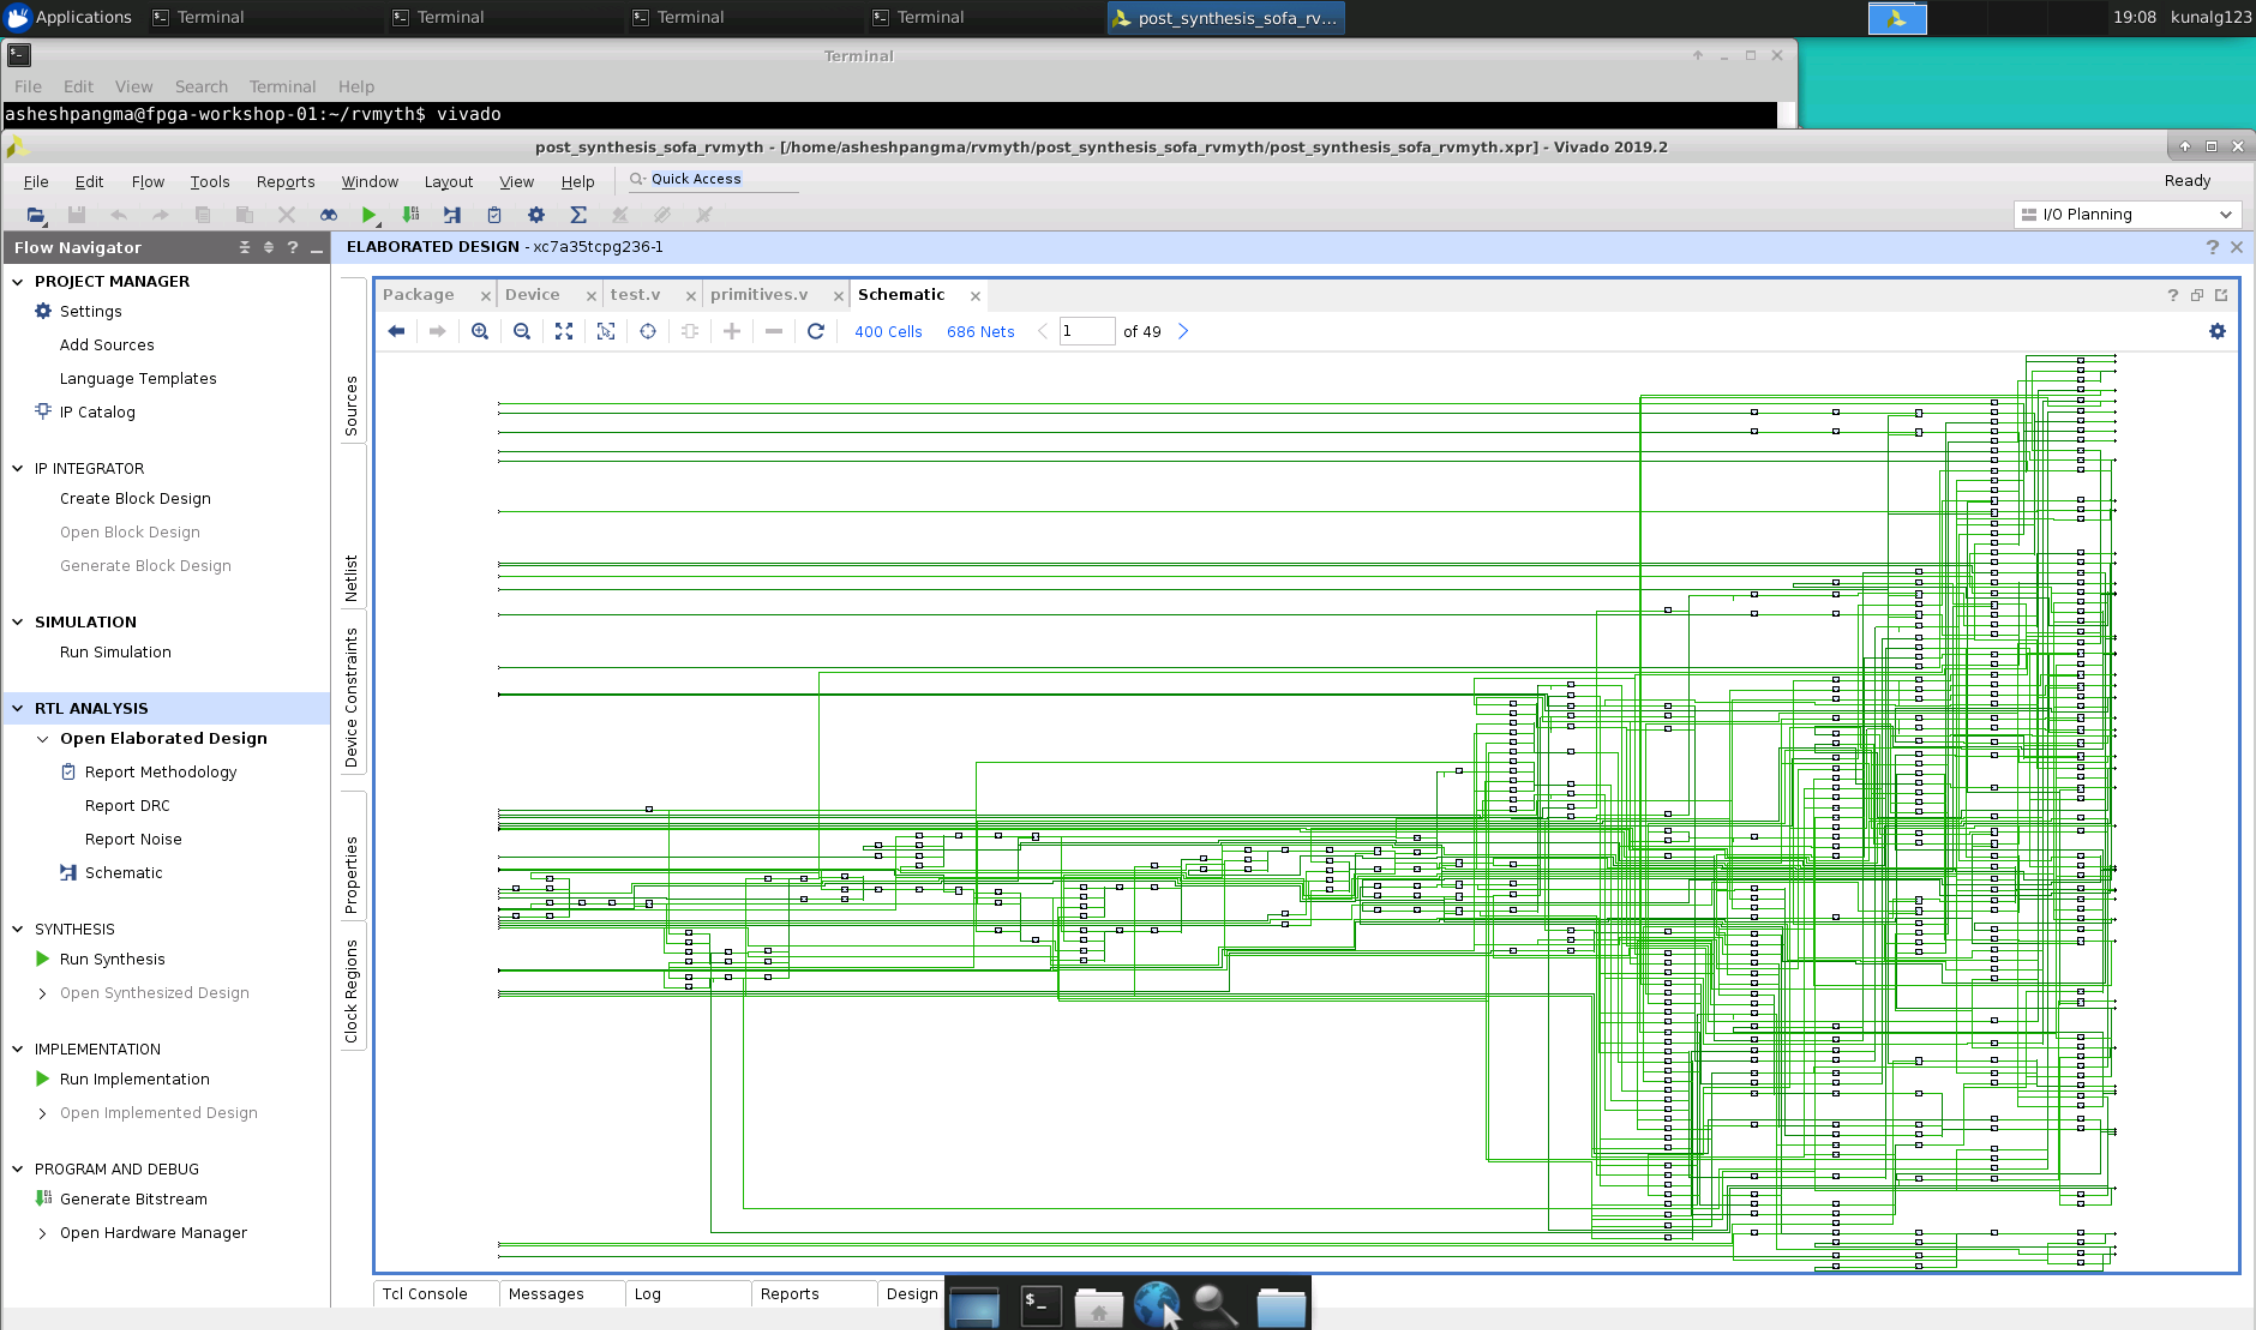 Applications Terminal Terminal Terminal Terminal post_synthesis_sofa_rv... 19:08 kunalg123
Terminal
File Edit View Search Terminal Help
asheshpangma@fpga-workshop-01:~/rvmyth$ vivado
post_synthesis_sofa_rvmyth - [/home/asheshpangma/rvmyth/post_synthesis_sofa_rvmyth/post_synthesis_sofa_rvmyth.xpr] - Vivado 2019.2
File Edit Flow Tools Reports Window Layout View Help Quick Access Ready
I/O Planning
Flow Navigator
PROJECT MANAGER
Settings
Add Sources
Language Templates
IP Catalog
IP INTEGRATOR
Create Block Design
Open Block Design
Generate Block Design
SIMULATION
Run Simulation
RTL ANALYSIS
Open Elaborated Design
Report Methodology
Report DRC
Report Noise
Schematic
SYNTHESIS
Run Synthesis
Open Synthesized Design
IMPLEMENTATION
Run Implementation
Open Implemented Design
PROGRAM AND DEBUG
Generate Bitstream
Open Hardware Manager
ELABORATED DESIGN - xc7a35tcpg236-1
Sources
Netlist
Device Constraints
Properties
Clock Regions
Package Device test.v primitives.v Schematic
400 Cells 686 Nets 1 of 49
Tcl Console Messages Log Reports Design